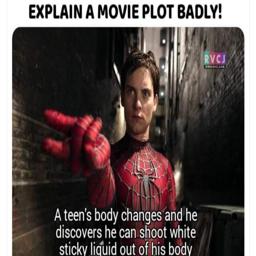 EXPLAIN A MOVIE PLOT BADLY!
RVCJ
A teen's body changes and he
discovers he can shoot white
sticky liquid out of his body